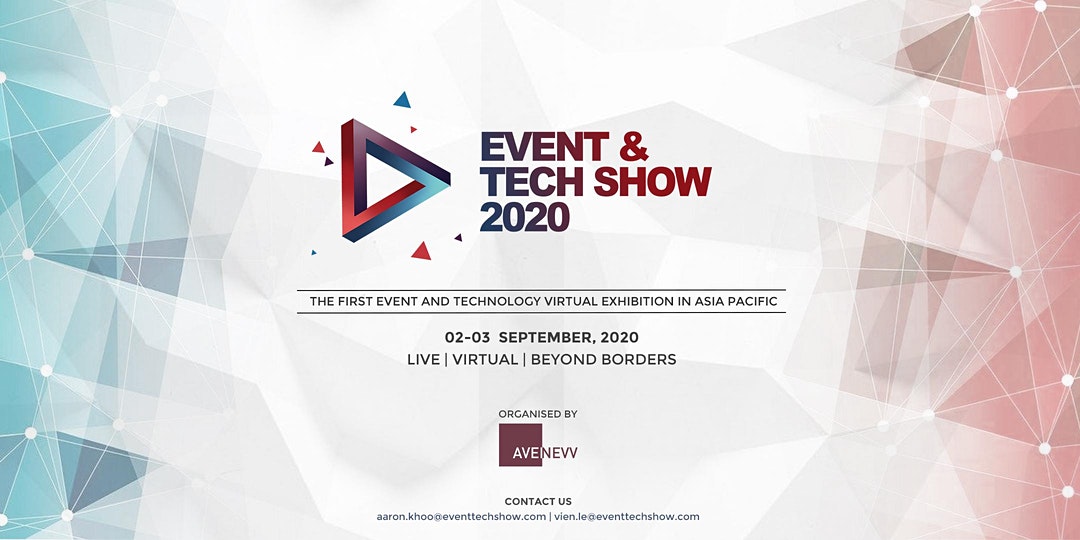 EVENT &
TECH SHOW
2020
THE FIRST EVENT AND TECHNOLOGY VIRTUAL EXHIBITION IN ASIA PACIFIC
02-03 SEPTEMBER, 2020
LIVE | VIRTUAL | BEYOND BORDERS
ORGANISED BY
AVENEVV
CONTACT US
aaron.khoo@eventtechshow.com | vien.le@eventtechshow.com